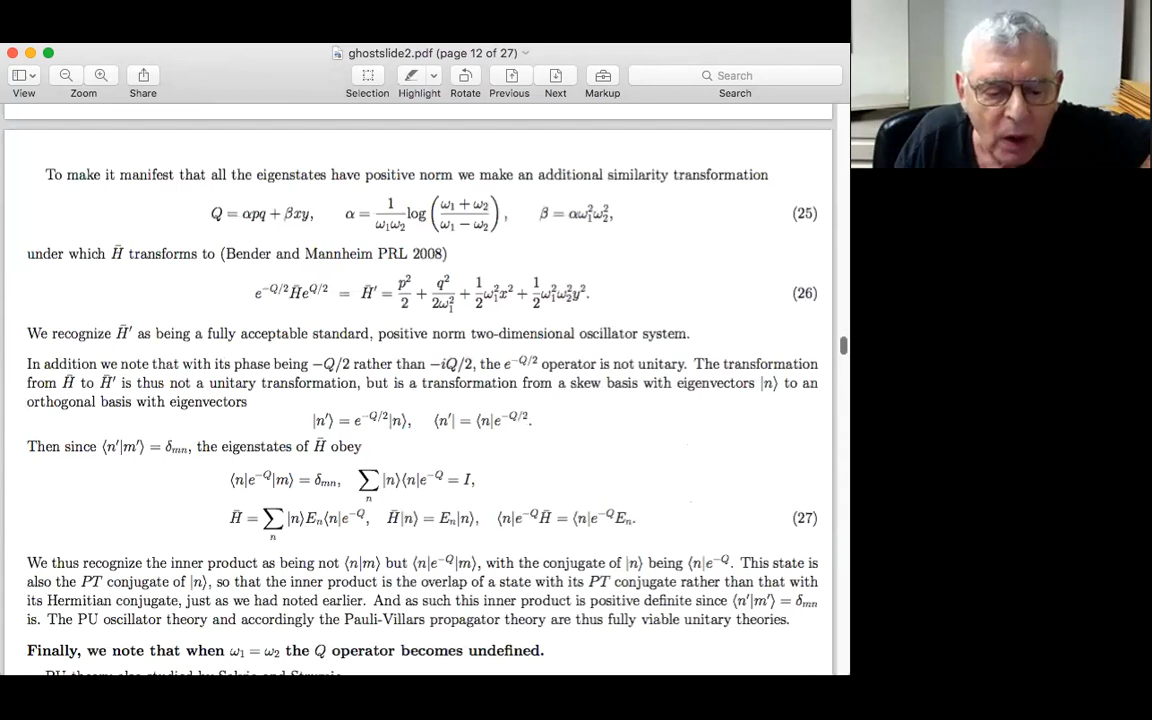 ghostslide2.pdf (page 12 of 27)
View Zoom Share Selection Highlight Rotate Previous Next Markup Search
Search
To make it manifest that all the eigenstates have positive norm we make an additional similarity transformation
Q = αpq + βxy, α = 1/(ω₁ω₂) log((ω₁ + ω₂)/(ω₁ − ω₂)), β = αω₁²ω₂², (25)
under which H̄ transforms to (Bender and Mannheim PRL 2008)
e^{-Q/2}H̄e^{Q/2} = H̄′ = p²/2 + q²/(2ω₁²) + 1/2 ω₁²x² + 1/2 ω₁²ω₂²y². (26)
We recognize H̄′ as being a fully acceptable standard, positive norm two-dimensional oscillator system.
In addition we note that with its phase being −Q/2 rather than −iQ/2, the e^{-Q/2} operator is not unitary. The transformation
from H̄ to H̄′ is thus not a unitary transformation, but is a transformation from a skew basis with eigenvectors |n⟩ to an
orthogonal basis with eigenvectors
|n′⟩ = e^{-Q/2}|n⟩, ⟨n′| = ⟨n|e^{-Q/2}.
Then since ⟨n′|m′⟩ = δ_{mn}, the eigenstates of H̄ obey
⟨n|e^{-Q}|m⟩ = δ_{mn}, ∑_n |n⟩⟨n|e^{-Q} = I,
H̄ = ∑_n |n⟩E_n⟨n|e^{-Q}, H̄|n⟩ = E_n|n⟩, ⟨n|e^{-Q}H̄ = ⟨n|e^{-Q}E_n. (27)
We thus recognize the inner product as being not ⟨n|m⟩ but ⟨n|e^{-Q}|m⟩, with the conjugate of |n⟩ being ⟨n|e^{-Q}. This state is
also the PT conjugate of |n⟩, so that the inner product is the overlap of a state with its PT conjugate rather than that with
its Hermitian conjugate, just as we had noted earlier. And as such this inner product is positive definite since ⟨n′|m′⟩ = δ_{mn}
is. The PU oscillator theory and accordingly the Pauli-Villars propagator theory are thus fully viable unitary theories.
Finally, we note that when ω₁ = ω₂ the Q operator becomes undefined.